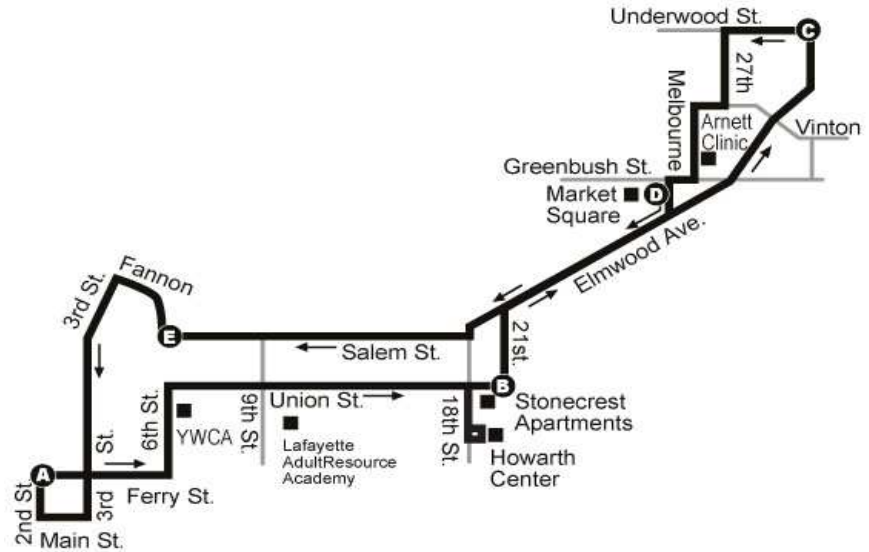 Underwood St.
C
27th
Melbourne
Arnett
Clinic
Vinton
Greenbush St.
Market
Square
D
Elmwood Ave.
Fannon
3rd St.
E
Salem St.
21st.
B
Union St.
6th St.
9th St.
18th St.
YWCA
Stonecrest
Apartments
Lafayette
AdultResource
Academy
Howarth
Center
St.
3rd
A
Ferry St.
2nd St.
Main St.